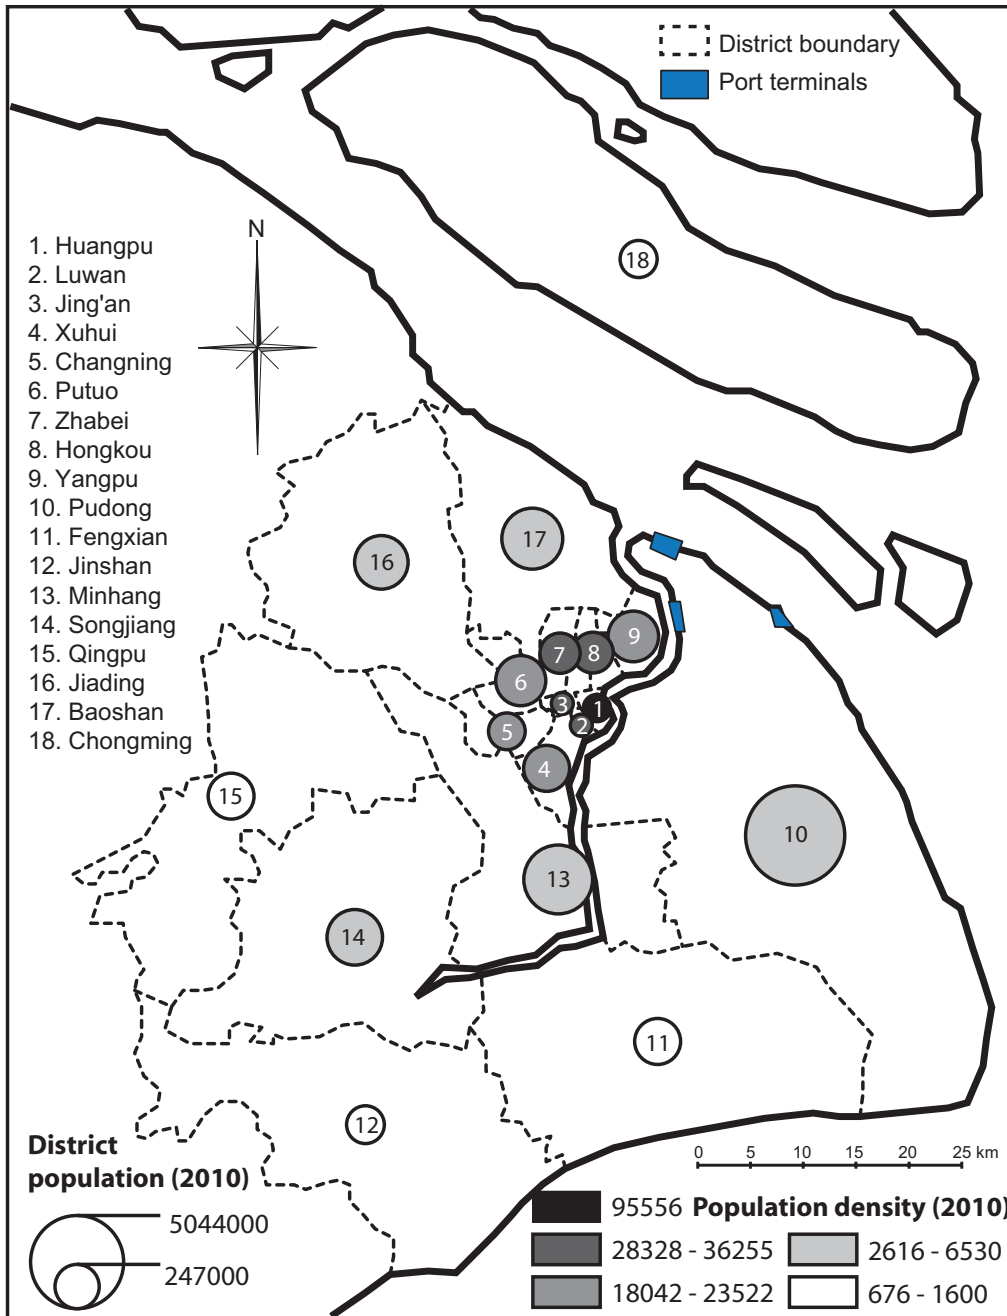 District boundary
Port terminals
N
1. Huangpu
2. Luwan
3. Jing'an
4. Xuhui
5. Changning
6. Putuo
7. Zhabei
8. Hongkou
9. Yangpu
10. Pudong
11. Fengxian
12. Jinshan
13. Minhang
14. Songjiang
15. Qingpu
16. Jiading
17. Baoshan
18. Chongming
18
17
16
9
7
8
6
3
1
2
5
4
15
10
13
14
11
12
District
population (2010)
5044000
247000
0 5 10 15 20 25 km
95556 Population density (2010)
28328 - 36255 2616 - 6530
18042 - 23522 676 - 1600